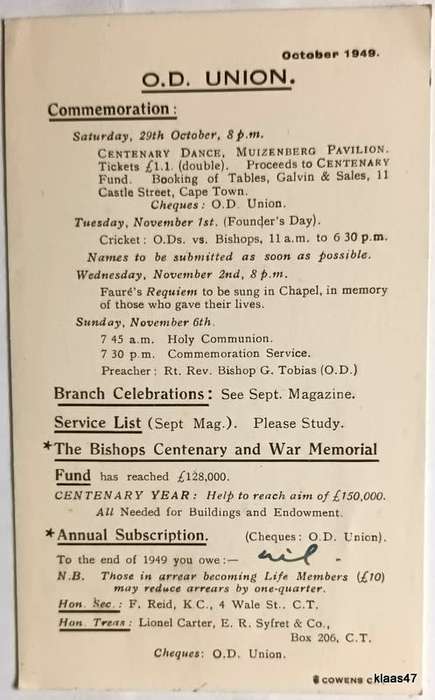 October 1949.
O.D. UNION.
Commemoration :
Saturday, 29th October, 8 p.m.
CENTENARY DANCE, MUIZENBERG PAVILION.
Tickets £1.1 (double). Proceeds to CENTENARY
Fund. Booking of Tables, Galvin & Sales, 11
Castle Street, Cape Town.
Cheques : O.D. Union.
Tuesday, November 1st. (Founder's Day).
Cricket : O.Ds. vs. Bishops, 11 a.m. to 6 30 p.m.
Names to be submitted as soon as possible.
Wednesday, November 2nd, 8 p.m.
Fauré's Requiem to be sung in Chapel, in memory
of those who gave their lives.
Sunday, November 6th.
7 45 a.m. Holy Communion.
7 30 p.m. Commemoration Service.
Preacher : Rt. Rev. Bishop G. Tobias (O.D.)
Branch Celebrations : See Sept. Magazine.
Service List (Sept Mag.). Please Study.
*The Bishops Centenary and War Memorial
Fund has reached £128,000.
CENTENARY YEAR : Help to reach aim of £150,000.
All Needed for Buildings and Endowment.
*Annual Subscription. (Cheques : O.D. Union).
To the end of 1949 you owe :— nil.
N.B. Those in arrear becoming Life Members (£10)
may reduce arrears by one-quarter.
Hon. Sec. : F. Reid, K.C., 4 Wale St.. C.T.
Hon. Treas : Lionel Carter, E. R. Syfret & Co.,
Box 206, C.T.
Cheques : O.D. Union.
COWENS
klaas47